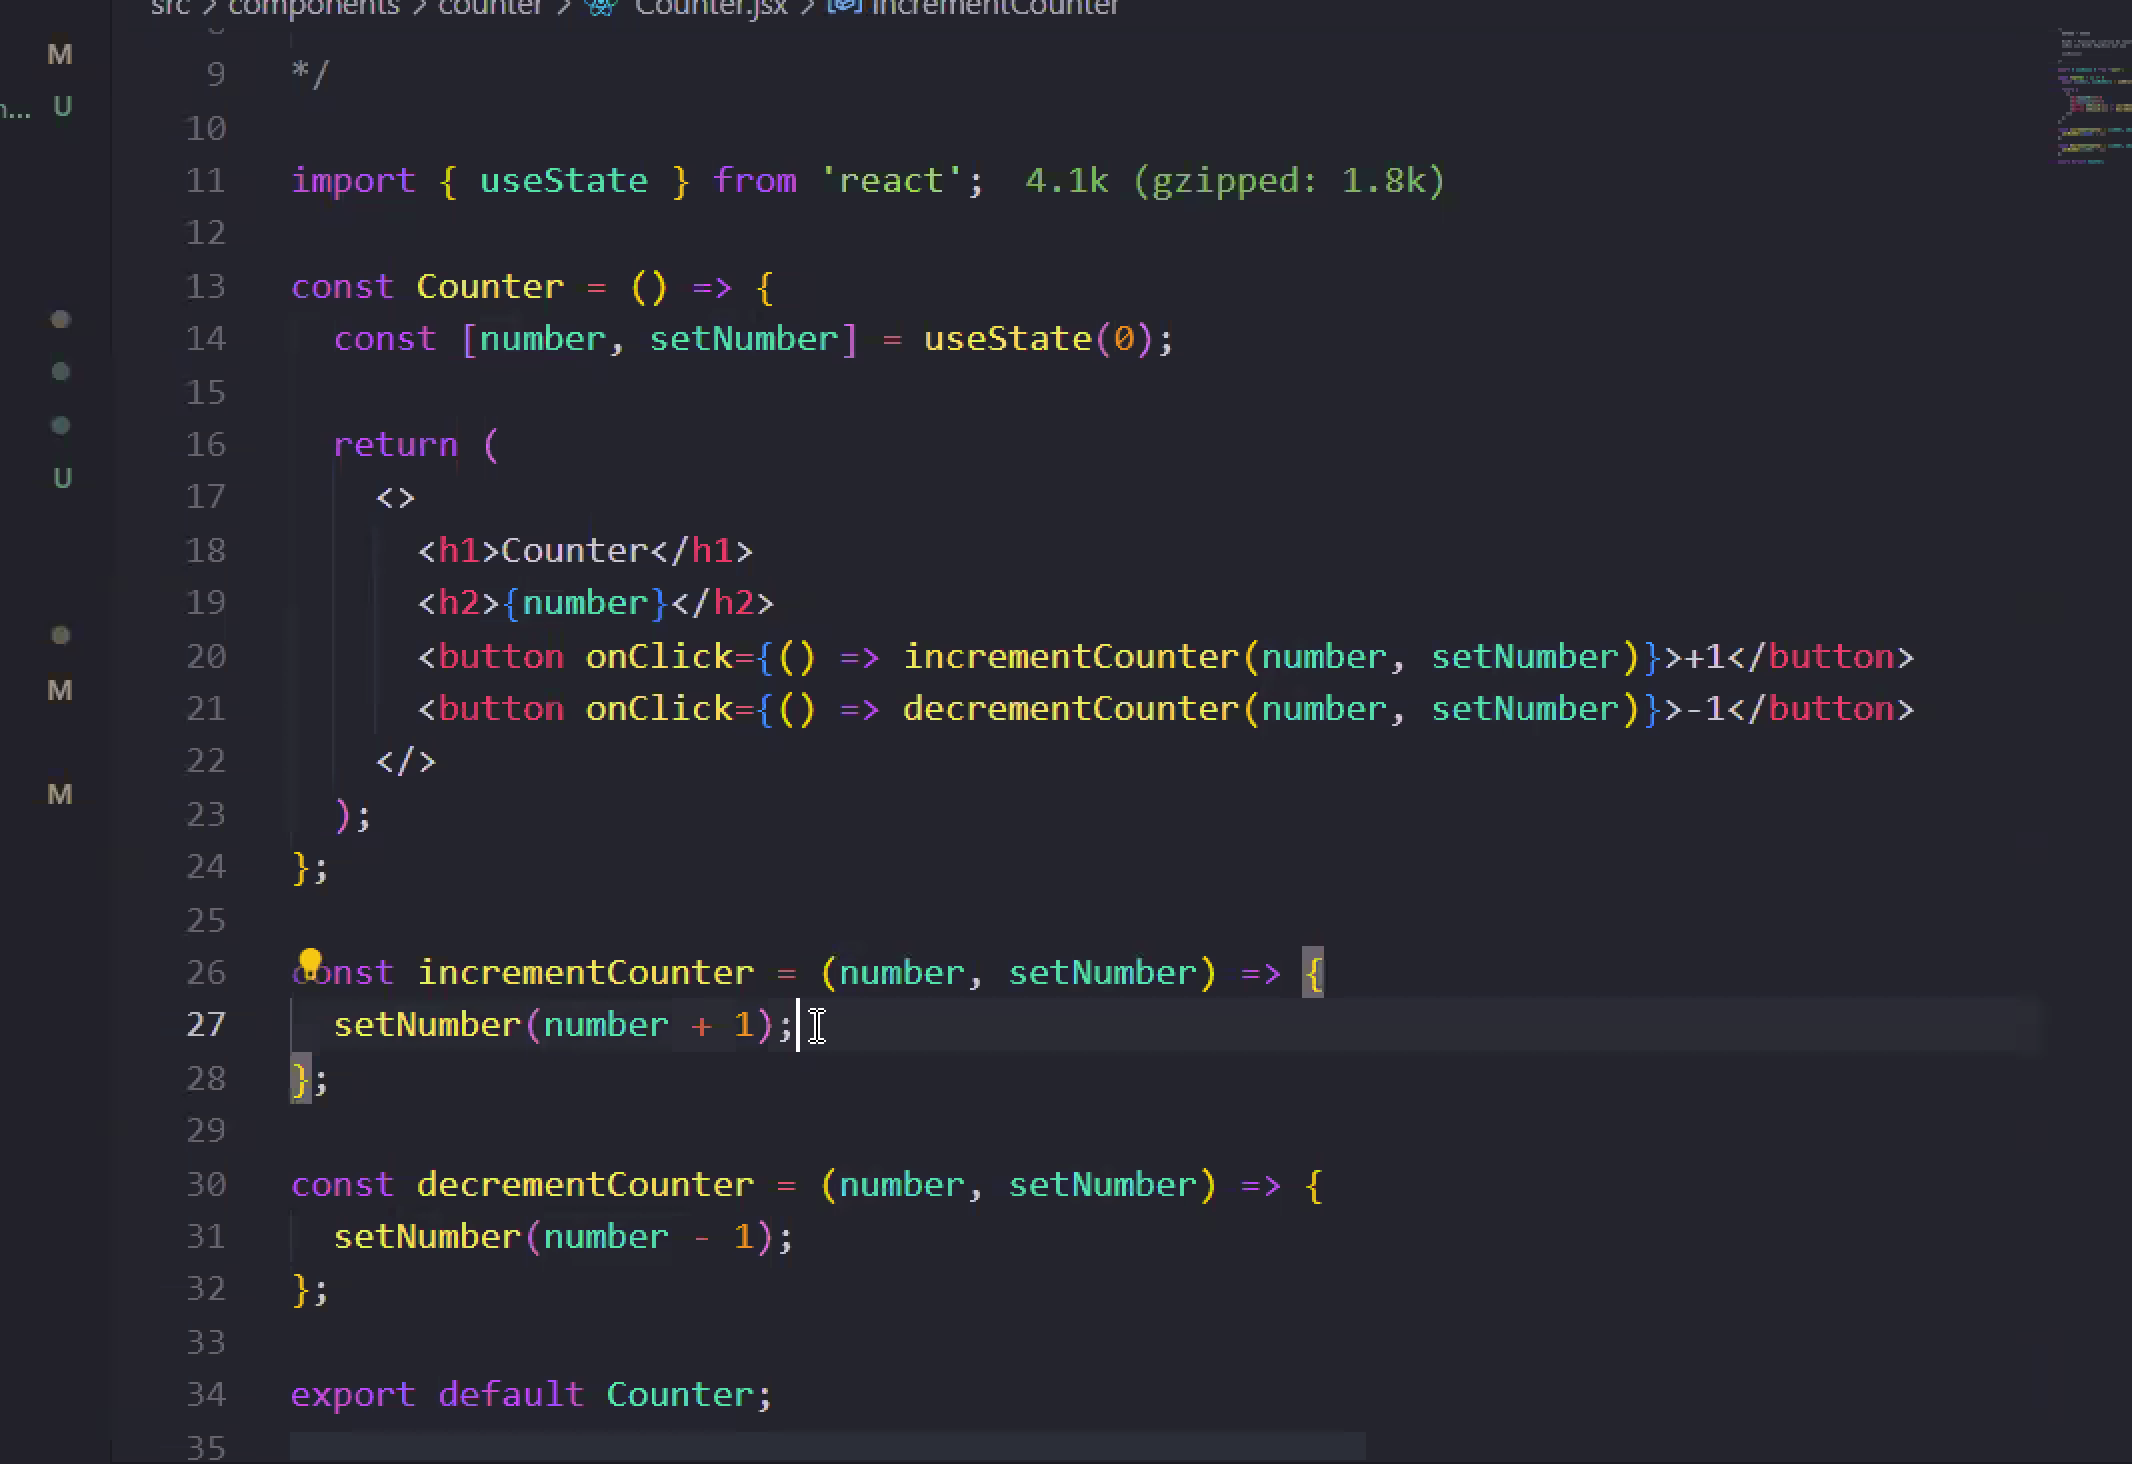 src > components > counter > Counter.jsx > incrementCounter
M
9 */
n... U
10
11 import { useState } from 'react'; 4.1k (gzipped: 1.8k)
12
13 const Counter = () => {
14 const [number, setNumber] = useState(0);
15
16 return (
U
17 <>
18 <h1>Counter</h1>
19 <h2>{number}</h2>
20 <button onClick={() => incrementCounter(number, setNumber)}>+1</button>
M
21 <button onClick={() => decrementCounter(number, setNumber)}>-1</button>
22 </>
M
23 );
24 };
25
26 const incrementCounter = (number, setNumber) => {
27 setNumber(number + 1);
28 };
29
30 const decrementCounter = (number, setNumber) => {
31 setNumber(number - 1);
32 };
33
34 export default Counter;
35